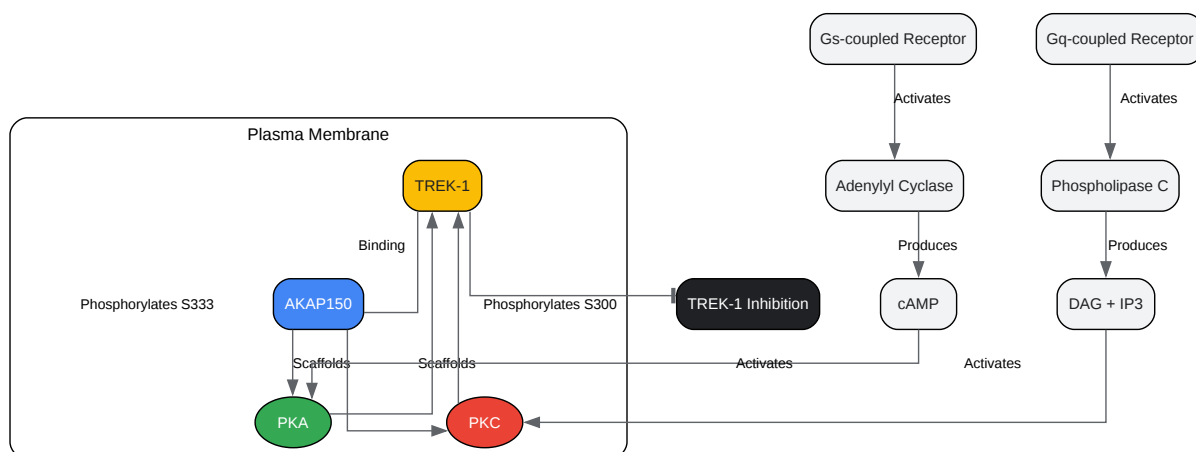 Gs-coupled Receptor
Gq-coupled Receptor
Activates
Activates
Plasma Membrane
TREK-1
Adenylyl Cyclase
Phospholipase C
Binding
Produces
Produces
Phosphorylates S333
AKAP150
Phosphorylates S300
TREK-1 Inhibition
cAMP
DAG + IP3
Scaffolds
Scaffolds
Activates
Activates
PKA
PKC